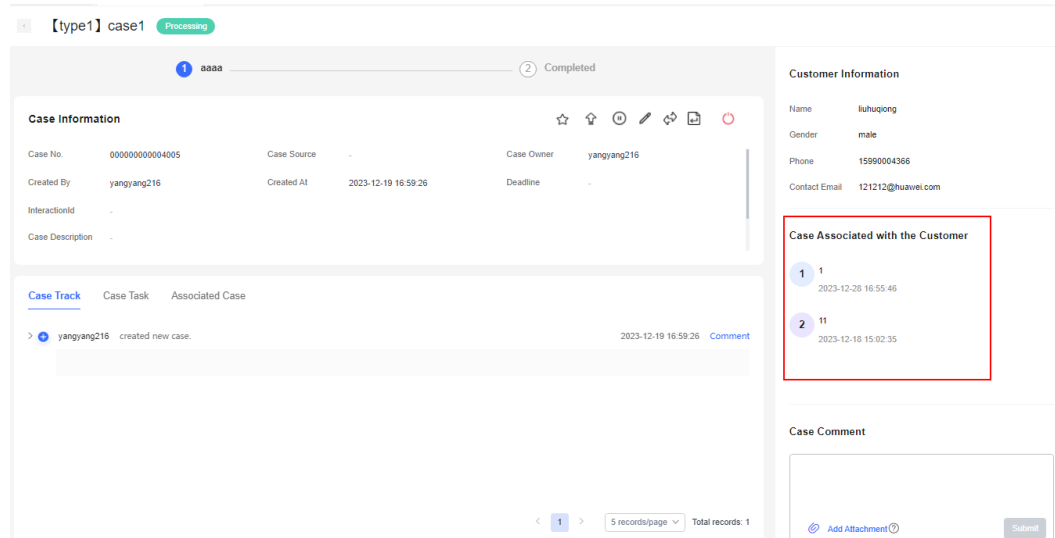 【type1】case1 Processing
1 aaaa 2 Completed
Case Information
Case No. 000000000004005 Case Source - Case Owner yangyang216
Created By yangyang216 Created At 2023-12-19 16:59:26 Deadline -
InteractionId -
Case Description -
Case Track Case Task Associated Case
yangyang216 created new case. 2023-12-19 16:59:26 Comment
< 1 > 5 records/page Total records: 1
Customer Information
Name liuhuqiong
Gender male
Phone 15990004366
Contact Email 121212@huawei.com
Case Associated with the Customer
1 1
2023-12-28 16:55:46
2 11
2023-12-18 15:02:35
Case Comment
Add Attachment Submit